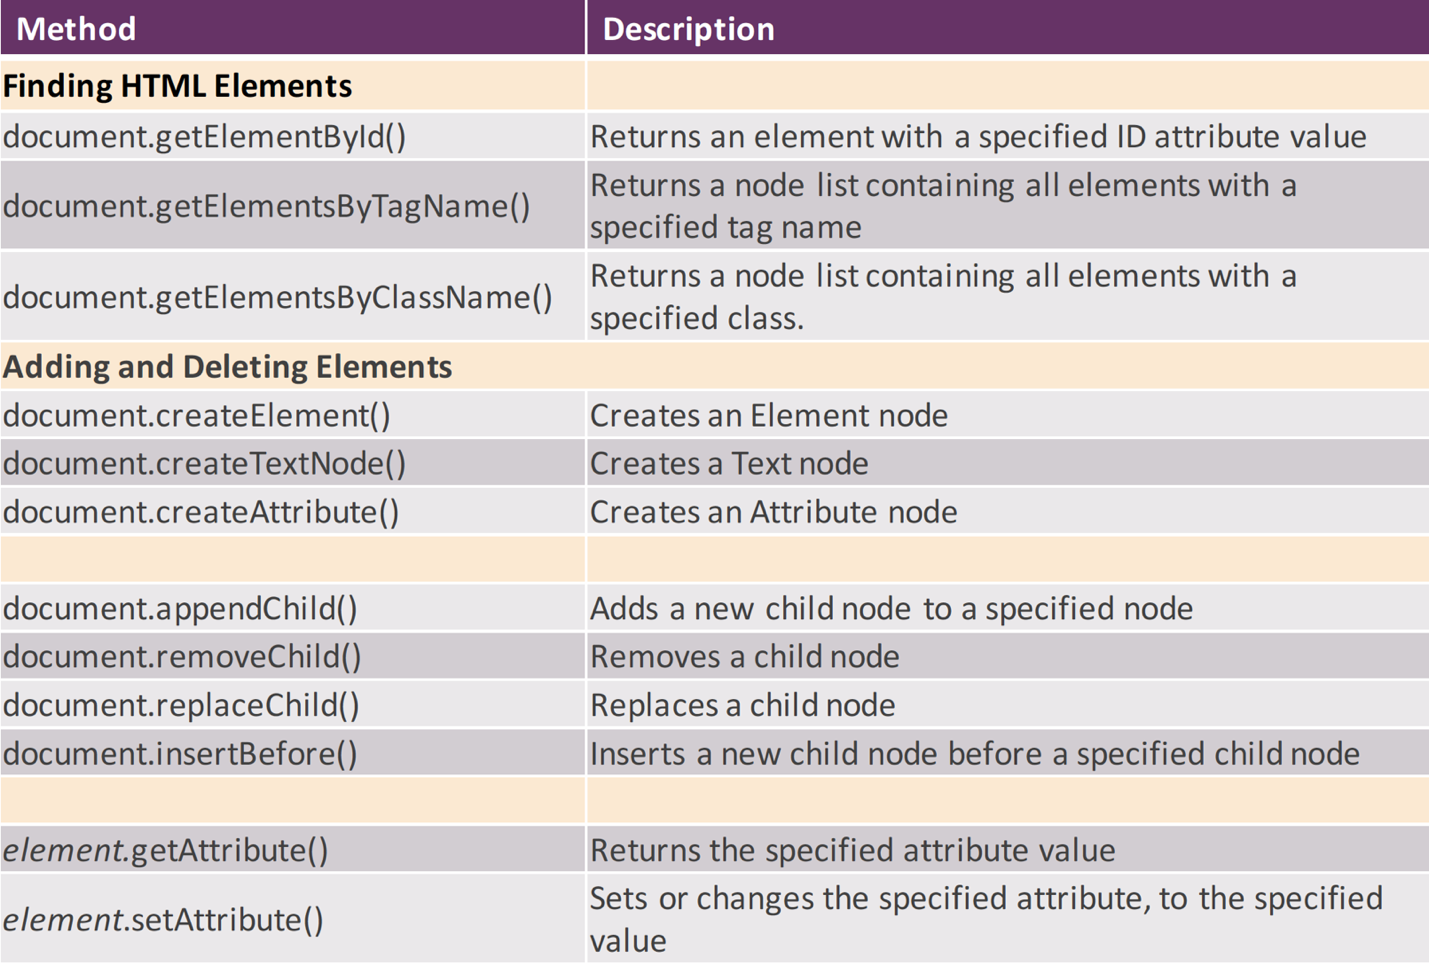 Method Description
Finding HTML Elements
document.getElementById() Returns an element with a specified ID attribute value
document.getElementsByTagName() Returns a node list containing all elements with a
specified tag name
document.getElementsByClassName() Returns a node list containing all elements with a
specified class.
Adding and Deleting Elements
document.createElement() Creates an Element node
document.createTextNode() Creates a Text node
document.createAttribute() Creates an Attribute node
document.appendChild() Adds a new child node to a specified node
document.removeChild() Removes a child node
document.replaceChild() Replaces a child node
document.insertBefore() Inserts a new child node before a specified child node
element.getAttribute() Returns the specified attribute value
element.setAttribute() Sets or changes the specified attribute, to the specified
value